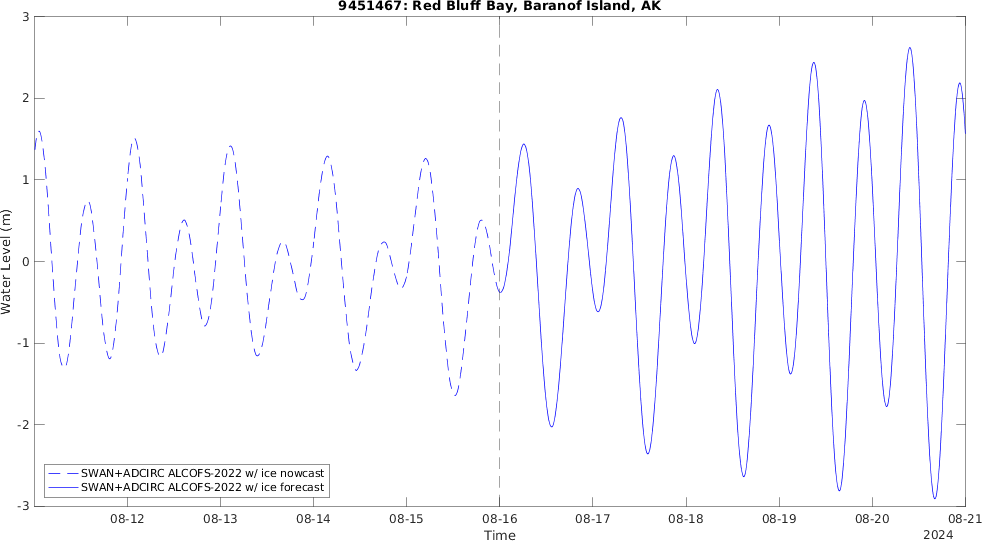 9451467: Red Bluff Bay, Baranof Island, AK
3
2
1
0
-1
-2
-3
Water Level (m)
SWAN+ADCIRC ALCOFS-2022 w/ ice nowcast
SWAN+ADCIRC ALCOFS-2022 w/ ice forecast
08-12 08-13 08-14 08-15 08-16 08-17 08-18 08-19 08-20 08-21
Time
2024